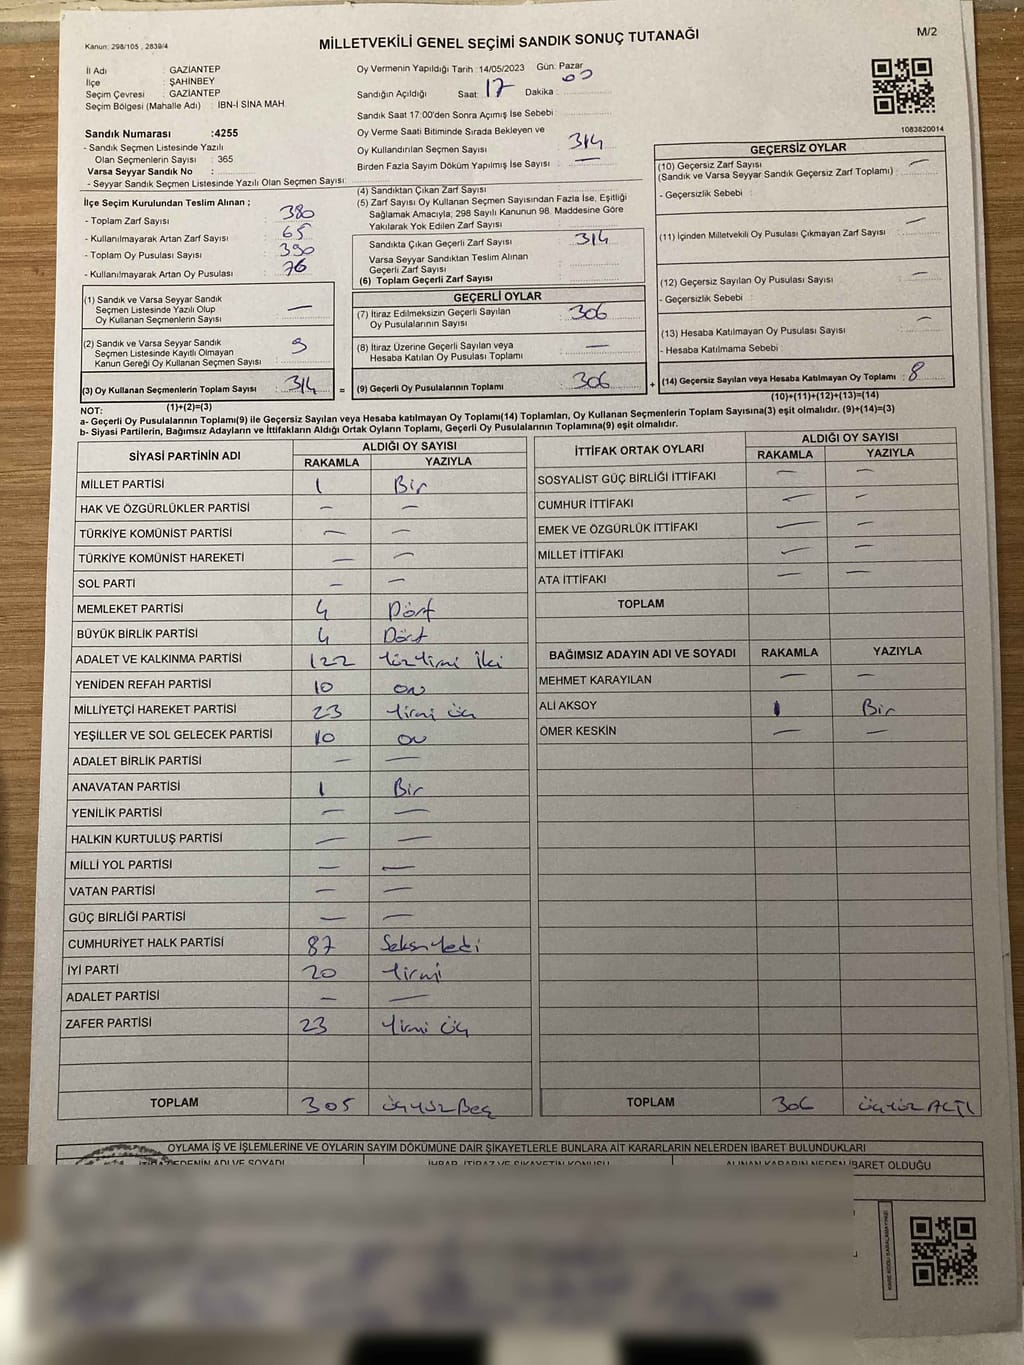 Kanun: 298/105 , 2839/4
MİLLETVEKİLİ GENEL SEÇİMİ SANDIK SONUÇ TUTANAĞI
M/2
İl Adı : GAZİANTEP
İlçe : ŞAHİNBEY
Seçim Çevresi : GAZİANTEP
Seçim Bölgesi (Mahalle Adı) : İBN-İ SİNA MAH
Sandık Numarası :4255
- Sandık Seçmen Listesinde Yazılı
Olan Seçmenlerin Sayısı : 365
Varsa Seyyar Sandık No :
- Seyyar Sandık Seçmen Listesinde Yazılı Olan Seçmen Sayısı:
Oy Vermenin Yapıldığı Tarih :14/05/2023 Gün: Pazar
Sandığın Açıldığı Saat: 17 Dakika : 00
Sandık Saat 17:00'den Sonra Açımış İse Sebebi:
Oy Verme Saati Bitiminde Sırada Bekleyen ve
Oy Kullandırılan Seçmen Sayısı : 314
Birden Fazla Sayım Döküm Yapılmış İse Sayısı : —
1083820014
İlçe Seçim Kurulundan Teslim Alınan ;
- Toplam Zarf Sayısı : 380
- Kullanılmayarak Artan Zarf Sayısı : 65
- Toplam Oy Pusulası Sayısı : 390
- Kullanılmayarak Artan Oy Pusulası : 76
(4) Sandıktan Çıkan Zarf Sayısı :
(5) Zarf Sayısı Oy Kullanan Seçmen Sayısından Fazla İse, Eşitliği
Sağlamak Amacıyla; 298 Sayılı Kanunun 98. Maddesine Göre
Yakılarak Yok Edilen Zarf Sayısı :
Sandıkta Çıkan Geçerli Zarf Sayısı : 314
Varsa Seyyar Sandıktan Teslim Alınan
Geçerli Zarf Sayısı :
(6) Toplam Geçerli Zarf Sayısı :
GEÇERSİZ OYLAR
(10) Geçersiz Zarf Sayısı
(Sandık ve Varsa Seyyar Sandık Geçersiz Zarf Toplamı) : —
- Geçersizlik Sebebi :
(11) İçinden Milletvekili Oy Pusulası Çıkmayan Zarf Sayısı : —
(12) Geçersiz Sayılan Oy Pusulası Sayısı : —
- Geçersizlik Sebebi :
(13) Hesaba Katılmayan Oy Pusulası Sayısı : —
- Hesaba Katılmama Sebebi :
(1) Sandık ve Varsa Seyyar Sandık
Seçmen Listesinde Yazılı Olup
Oy Kullanan Seçmenlerin Sayısı : —
(2) Sandık ve Varsa Seyyar Sandık
Seçmen Listesinde Kayıtlı Olmayan
Kanun Gereği Oy Kullanan Seçmen Sayısı :
(3) Oy Kullanan Seçmenlerin Toplam Sayısı : 314 =
GEÇERLİ OYLAR
(7) İtiraz Edilmeksizin Geçerli Sayılan
Oy Pusulalarının Sayısı : 306
(8) İtiraz Üzerine Geçerli Sayılan veya
Hesaba Katılan Oy Pusulası Toplamı : —
(9) Geçerli Oy Pusulalarının Toplamı : 306 +
(14) Geçersiz Sayılan veya Hesaba Katılmayan Oy Toplamı : 8
(1)+(2)=(3)
(10)+(11)+(12)+(13)=(14)
NOT:
a- Geçerli Oy Pusulalarının Toplamı(9) ile Geçersiz Sayılan veya Hesaba katılmayan Oy Toplamı(14) Toplamları, Oy Kullanan Seçmenlerin Toplam Sayısına(3) eşit olmalıdır. (9)+(14)=(3)
b- Siyasi Partilerin, Bağımsız Adayların ve İttifakların Aldığı Ortak Oyların Toplamı, Geçerli Oy Pusulalarının Toplamına(9) eşit olmalıdır.
SİYASİ PARTİNİN ADI ALDIĞI OY SAYISI
RAKAMLA YAZIYLA
MİLLET PARTİSİ 1 Bir
HAK VE ÖZGÜRLÜKLER PARTİSİ — —
TÜRKİYE KOMÜNİST PARTİSİ — —
TÜRKİYE KOMÜNİST HAREKETİ — —
SOL PARTİ — —
MEMLEKET PARTİSİ 4 Dört
BÜYÜK BİRLİK PARTİSİ 4 Dört
ADALET VE KALKINMA PARTİSİ 122 Yüzyirmi İki
YENİDEN REFAH PARTİSİ 10 on
MİLLİYETÇİ HAREKET PARTİSİ 23 Yirmi üç
YEŞİLLER VE SOL GELECEK PARTİSİ 10 on
ADALET BİRLİK PARTİSİ — —
ANAVATAN PARTİSİ 1 Bir
YENİLİK PARTİSİ — —
HALKIN KURTULUŞ PARTİSİ — —
MİLLİ YOL PARTİSİ — —
VATAN PARTİSİ — —
GÜÇ BİRLİĞİ PARTİSİ — —
CUMHURİYET HALK PARTİSİ 87 Seksnyedi
İYİ PARTİ 20 Yirmi
ADALET PARTİSİ — —
ZAFER PARTİSİ 23 Yirmi Üç
TOPLAM 305 üçyüzBeş
İTTİFAK ORTAK OYLARI ALDIĞI OY SAYISI
RAKAMLA YAZIYLA
SOSYALİST GÜÇ BİRLİĞİ İTTİFAKI — —
CUMHUR İTTİFAKI — —
EMEK VE ÖZGÜRLÜK İTTİFAKI — —
MİLLET İTTİFAKI — —
ATA İTTİFAKI — —
TOPLAM
BAĞIMSIZ ADAYIN ADI VE SOYADI RAKAMLA YAZIYLA
MEHMET KARAYILAN — —
ALİ AKSOY 1 Bir
ÖMER KESKİN — —
TOPLAM 306 üçyüz ALTI
OYLAMA İŞ VE İŞLEMLERİNE VE OYLARIN SAYIM DÖKÜMÜNE DAİR ŞİKAYETLERLE BUNLARA AİT KARARLARIN NELERDEN İBARET BULUNDUKLARI
İHBAR, İTİRAZ VE ŞİKAYETİN KONUSU ALINAN KARARIN NEDEN İBARET OLDUĞU